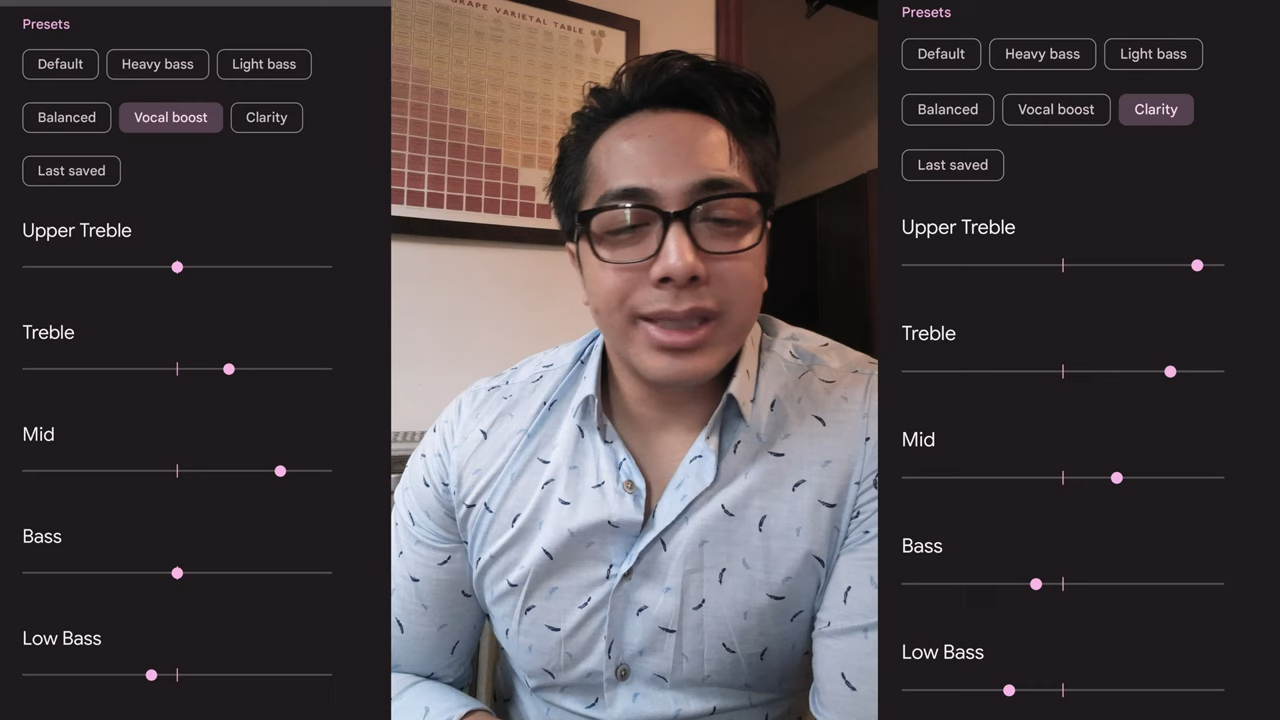 Presets
Default Heavy bass Light bass
Balanced Vocal boost Clarity
Last saved
Upper Treble
Treble
Mid
Bass
Low Bass
GRAPE VARIETAL TABLE
Presets
Default Heavy bass Light bass
Balanced Vocal boost Clarity
Last saved
Upper Treble
Treble
Mid
Bass
Low Bass